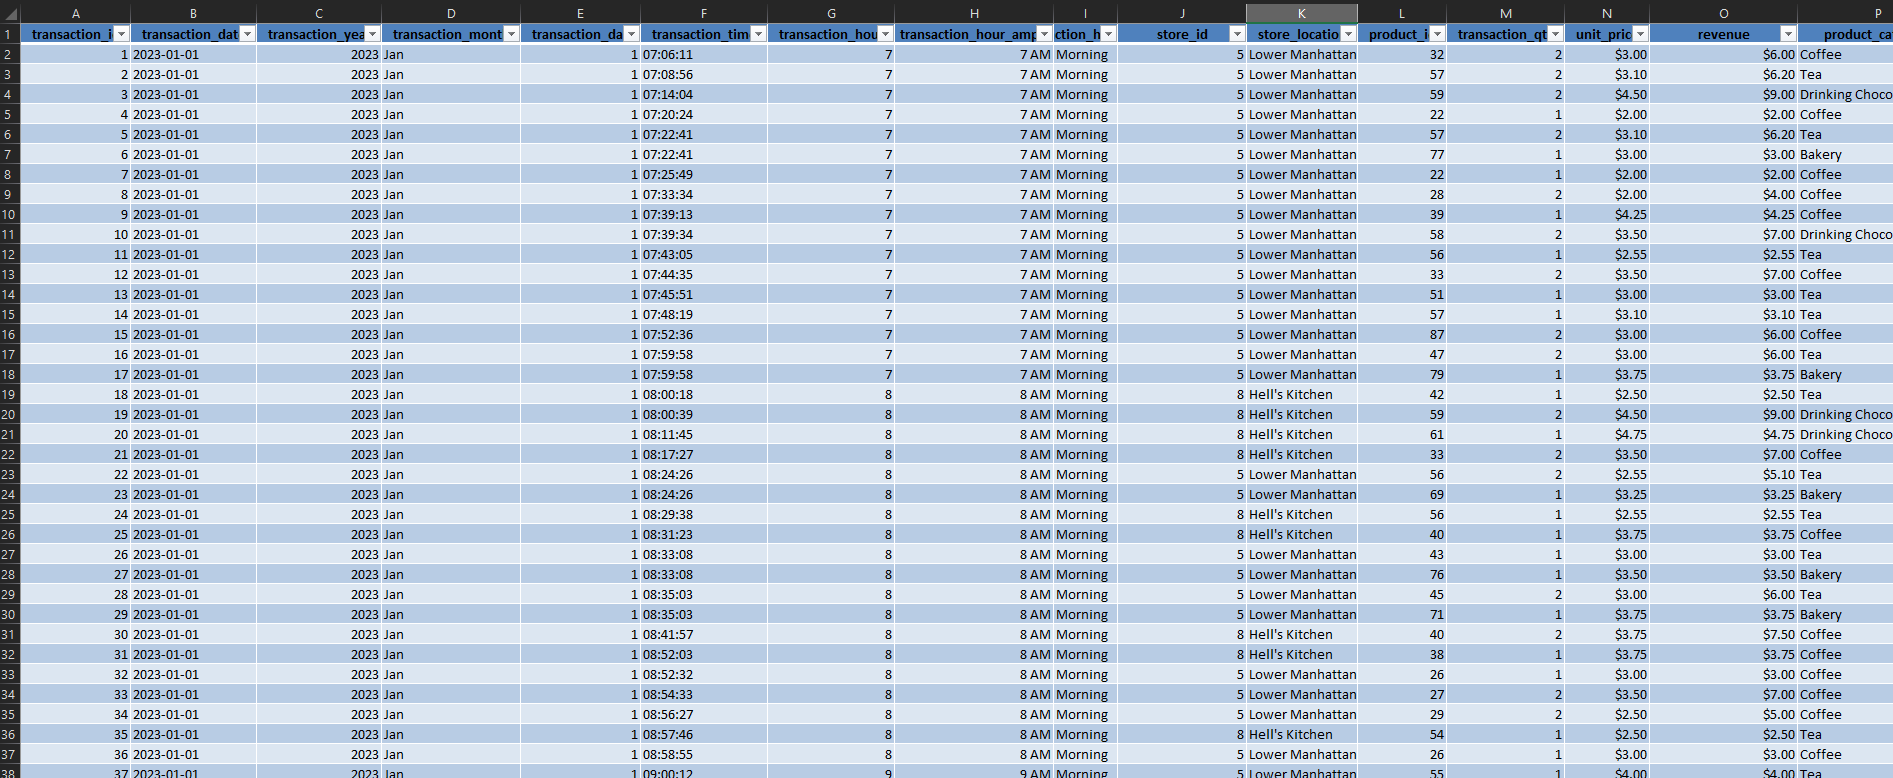 A B C D E F G H I J K L M N O P
1 transaction_i transaction_dat transaction_yea transaction_mont transaction_da transaction_tim transaction_hou transaction_hour_amp ction_h store_id store_locatio product_i transaction_qt unit_pric revenue product_ca
2 1 2023-01-01 2023 Jan 1 07:06:11 7 7 AM Morning 5 Lower Manhattan 32 2 $3.00 $6.00 Coffee
3 2 2023-01-01 2023 Jan 1 07:08:56 7 7 AM Morning 5 Lower Manhattan 57 2 $3.10 $6.20 Tea
4 3 2023-01-01 2023 Jan 1 07:14:04 7 7 AM Morning 5 Lower Manhattan 59 2 $4.50 $9.00 Drinking Choco
5 4 2023-01-01 2023 Jan 1 07:20:24 7 7 AM Morning 5 Lower Manhattan 22 1 $2.00 $2.00 Coffee
6 5 2023-01-01 2023 Jan 1 07:22:41 7 7 AM Morning 5 Lower Manhattan 57 2 $3.10 $6.20 Tea
7 6 2023-01-01 2023 Jan 1 07:22:41 7 7 AM Morning 5 Lower Manhattan 77 1 $3.00 $3.00 Bakery
8 7 2023-01-01 2023 Jan 1 07:25:49 7 7 AM Morning 5 Lower Manhattan 22 1 $2.00 $2.00 Coffee
9 8 2023-01-01 2023 Jan 1 07:33:34 7 7 AM Morning 5 Lower Manhattan 28 2 $2.00 $4.00 Coffee
10 9 2023-01-01 2023 Jan 1 07:39:13 7 7 AM Morning 5 Lower Manhattan 39 1 $4.25 $4.25 Coffee
11 10 2023-01-01 2023 Jan 1 07:39:34 7 7 AM Morning 5 Lower Manhattan 58 2 $3.50 $7.00 Drinking Choco
12 11 2023-01-01 2023 Jan 1 07:43:05 7 7 AM Morning 5 Lower Manhattan 56 1 $2.55 $2.55 Tea
13 12 2023-01-01 2023 Jan 1 07:44:35 7 7 AM Morning 5 Lower Manhattan 33 2 $3.50 $7.00 Coffee
14 13 2023-01-01 2023 Jan 1 07:45:51 7 7 AM Morning 5 Lower Manhattan 51 1 $3.00 $3.00 Tea
15 14 2023-01-01 2023 Jan 1 07:48:19 7 7 AM Morning 5 Lower Manhattan 57 1 $3.10 $3.10 Tea
16 15 2023-01-01 2023 Jan 1 07:52:36 7 7 AM Morning 5 Lower Manhattan 87 2 $3.00 $6.00 Coffee
17 16 2023-01-01 2023 Jan 1 07:59:58 7 7 AM Morning 5 Lower Manhattan 47 2 $3.00 $6.00 Tea
18 17 2023-01-01 2023 Jan 1 07:59:58 7 7 AM Morning 5 Lower Manhattan 79 1 $3.75 $3.75 Bakery
19 18 2023-01-01 2023 Jan 1 08:00:18 8 8 AM Morning 8 Hell's Kitchen 42 1 $2.50 $2.50 Tea
20 19 2023-01-01 2023 Jan 1 08:00:39 8 8 AM Morning 8 Hell's Kitchen 59 2 $4.50 $9.00 Drinking Choco
21 20 2023-01-01 2023 Jan 1 08:11:45 8 8 AM Morning 8 Hell's Kitchen 61 1 $4.75 $4.75 Drinking Choco
22 21 2023-01-01 2023 Jan 1 08:17:27 8 8 AM Morning 8 Hell's Kitchen 33 2 $3.50 $7.00 Coffee
23 22 2023-01-01 2023 Jan 1 08:24:26 8 8 AM Morning 5 Lower Manhattan 56 2 $2.55 $5.10 Tea
24 23 2023-01-01 2023 Jan 1 08:24:26 8 8 AM Morning 5 Lower Manhattan 69 1 $3.25 $3.25 Bakery
25 24 2023-01-01 2023 Jan 1 08:29:38 8 8 AM Morning 8 Hell's Kitchen 56 1 $2.55 $2.55 Tea
26 25 2023-01-01 2023 Jan 1 08:31:23 8 8 AM Morning 8 Hell's Kitchen 40 1 $3.75 $3.75 Coffee
27 26 2023-01-01 2023 Jan 1 08:33:08 8 8 AM Morning 5 Lower Manhattan 43 1 $3.00 $3.00 Tea
28 27 2023-01-01 2023 Jan 1 08:33:08 8 8 AM Morning 5 Lower Manhattan 76 1 $3.50 $3.50 Bakery
29 28 2023-01-01 2023 Jan 1 08:35:03 8 8 AM Morning 5 Lower Manhattan 45 2 $3.00 $6.00 Tea
30 29 2023-01-01 2023 Jan 1 08:35:03 8 8 AM Morning 5 Lower Manhattan 71 1 $3.75 $3.75 Bakery
31 30 2023-01-01 2023 Jan 1 08:41:57 8 8 AM Morning 8 Hell's Kitchen 40 2 $3.75 $7.50 Coffee
32 31 2023-01-01 2023 Jan 1 08:52:03 8 8 AM Morning 8 Hell's Kitchen 38 1 $3.75 $3.75 Coffee
33 32 2023-01-01 2023 Jan 1 08:52:32 8 8 AM Morning 5 Lower Manhattan 26 1 $3.00 $3.00 Coffee
34 33 2023-01-01 2023 Jan 1 08:54:33 8 8 AM Morning 5 Lower Manhattan 27 2 $3.50 $7.00 Coffee
35 34 2023-01-01 2023 Jan 1 08:56:27 8 8 AM Morning 5 Lower Manhattan 29 2 $2.50 $5.00 Coffee
36 35 2023-01-01 2023 Jan 1 08:57:46 8 8 AM Morning 8 Hell's Kitchen 54 1 $2.50 $2.50 Tea
37 36 2023-01-01 2023 Jan 1 08:58:55 8 8 AM Morning 5 Lower Manhattan 26 1 $3.00 $3.00 Coffee
38 37 2023-01-01 2023 Jan 1 09:00:12 9 9 AM Morning 5 Lower Manhattan 55 1 $4.00 $4.00 Tea